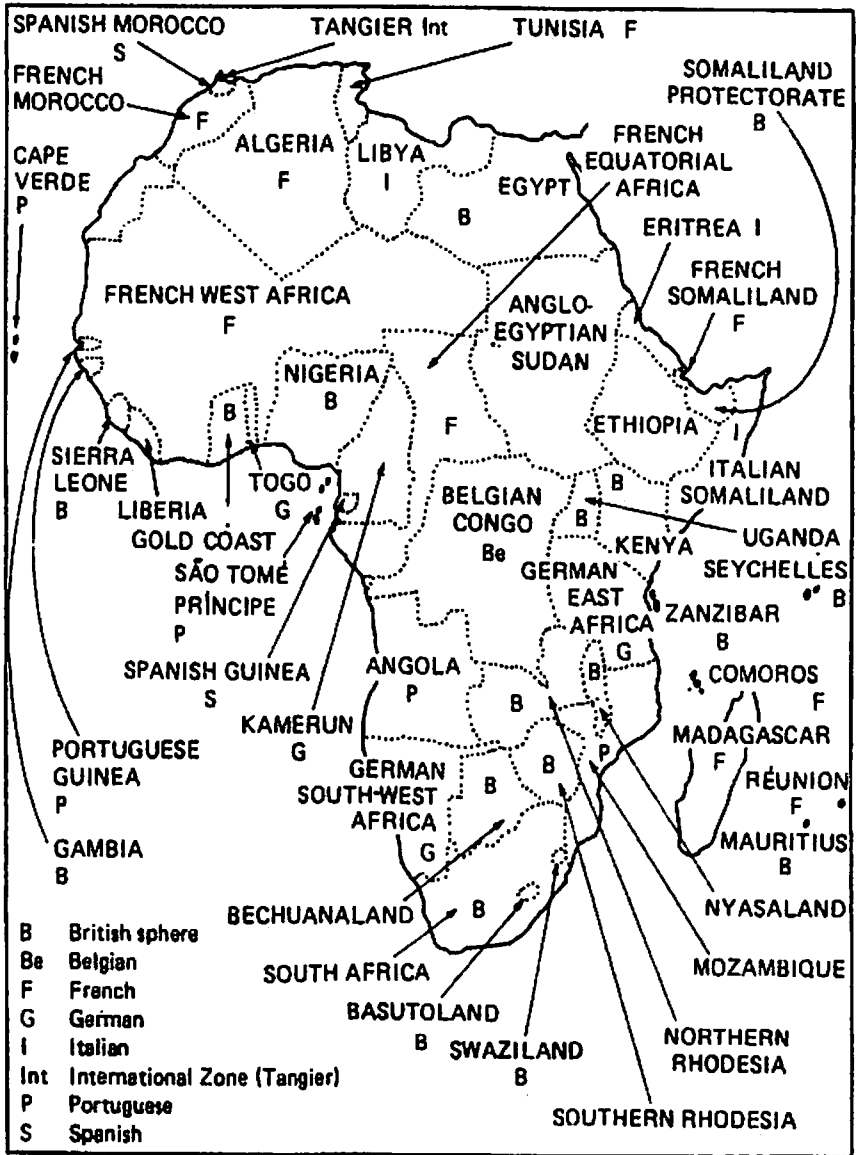 SPANISH MOROCCO
S
TANGIER Int
TUNISIA F
SOMALILAND
PROTECTORATE
B
FRENCH
MOROCCO
F
ALGERIA
F
LIBYA
I
EGYPT
B
FRENCH
EQUATORIAL
AFRICA
CAPE
VERDE
P
ERITREA I
FRENCH
SOMALILAND
F
FRENCH WEST AFRICA
F
ANGLO-
EGYPTIAN
SUDAN
NIGERIA
B
B
F
ETHIOPIA
I
SIERRA
LEONE
B
LIBERIA
TOGO
G
GOLD COAST
BELGIAN
CONGO
Be
B
B
ITALIAN
SOMALILAND
UGANDA
KENYA
SEYCHELLES
B
SÃO TOMÉ
PRÍNCIPE
P
GERMAN
EAST
AFRICA
G
ZANZIBAR
B
SPANISH GUINEA
S
ANGOLA
P
B
B
COMOROS
F
KAMERUN
G
PORTUGUESE
GUINEA
P
GERMAN
SOUTH-WEST
AFRICA
G
B
B
P
MADAGASCAR
F
RÉUNION
F
MAURITIUS
B
GAMBIA
B
BECHUANALAND
B
NYASALAND
SOUTH AFRICA
MOZAMBIQUE
BASUTOLAND
B
SWAZILAND
B
NORTHERN
RHODESIA
SOUTHERN RHODESIA
B British sphere
Be Belgian
F French
G German
I Italian
Int International Zone (Tangier)
P Portuguese
S Spanish